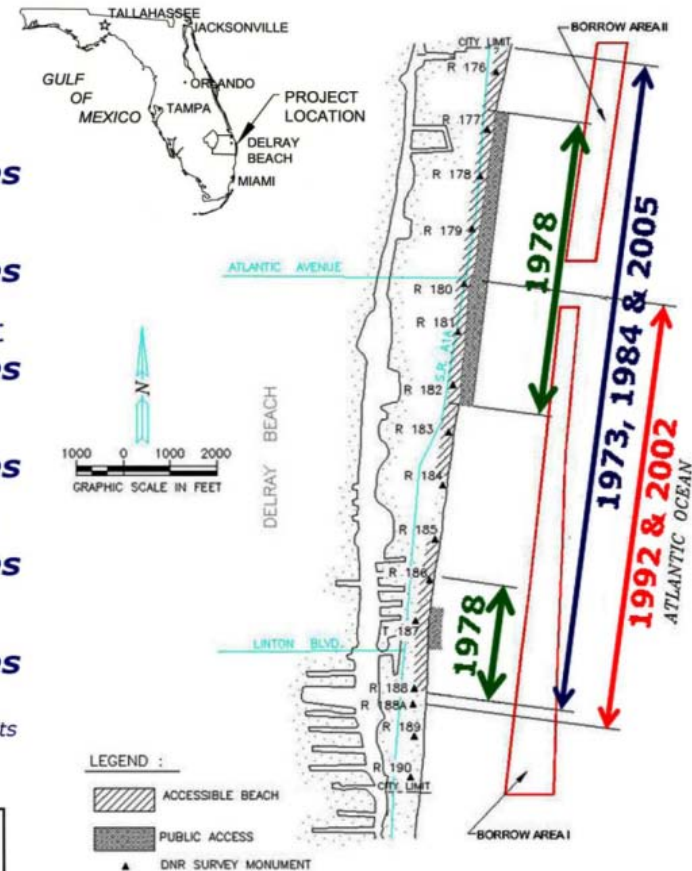 TALLAHASSEE
JACKSONVILLE
GULF
OF
MEXICO
ORLANDO
TAMPA
PROJECT
LOCATION
DELRAY
BEACH
MIAMI
CITY LIMIT
BORROW AREA II
R 176
R 177
R 178
R 179
ATLANTIC AVENUE
R 180
R 181
S.R. A1A
R 182
R 183
R 184
R 185
R 186
T 187
LINTON BLVD.
R 188
R 188A
R 189
R 190
CITY LIMIT
N
1000 0 1000 2000
GRAPHIC SCALE IN FEET
DELRAY BEACH
1978
1973, 1984 & 2005
1992 & 2002
ATLANTIC OCEAN
1978
BORROW AREA I
LEGEND :
ACCESSIBLE BEACH
PUBLIC ACCESS
DNR SURVEY MONUMENT